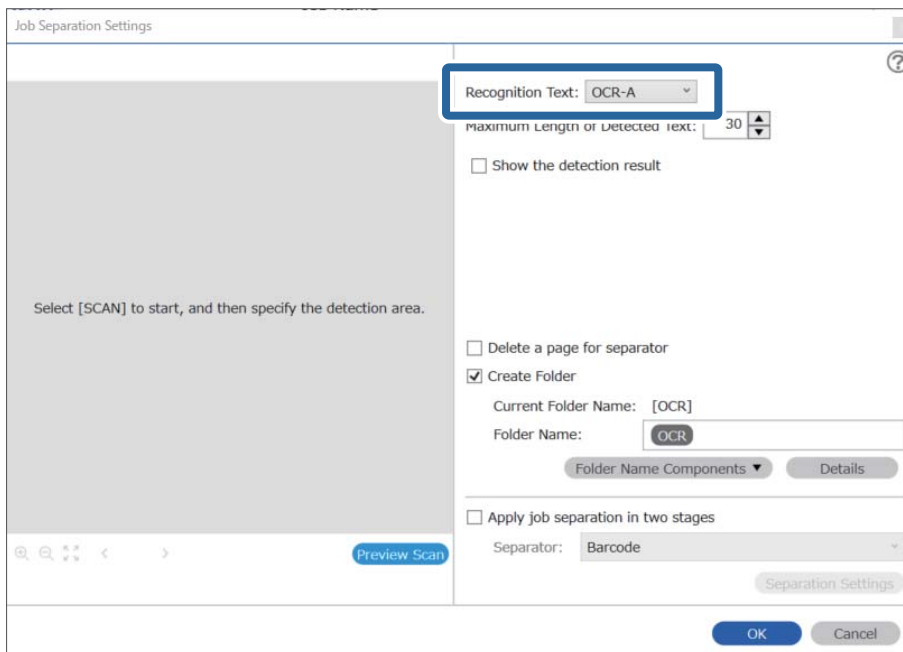 Job Separation Settings
Recognition Text: OCR-A
Maximum Length of Detected Text: 30
Show the detection result
Select [SCAN] to start, and then specify the detection area.
Delete a page for separator
Create Folder
Current Folder Name: [OCR]
Folder Name: OCR
Folder Name Components ▼ Details
Apply job separation in two stages
Preview Scan
Separator: Barcode
Separation Settings
OK Cancel